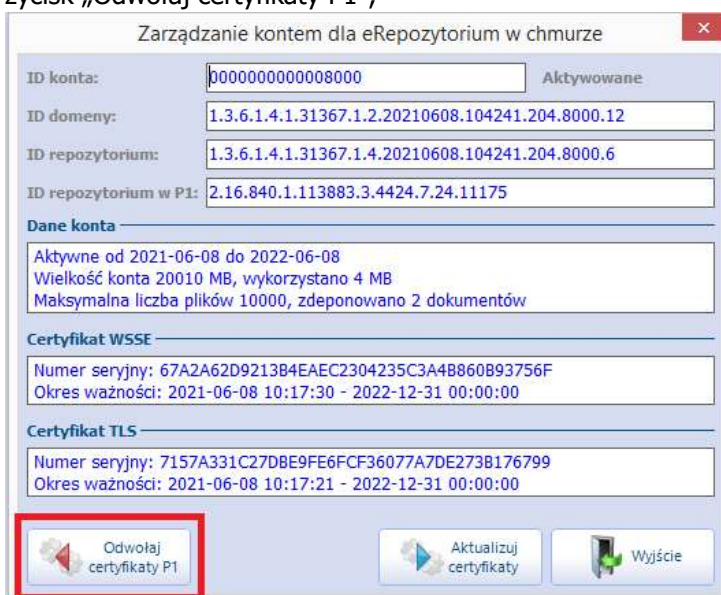 życisk „Odwołaj certyfikaty P1”,
Zarządzanie kontem dla eRepozytorium w chmurze
ID konta: 0000000000008000 Aktywowane
ID domeny: 1.3.6.1.4.1.31367.1.2.20210608.104241.204.8000.12
ID repozytorium: 1.3.6.1.4.1.31367.1.4.20210608.104241.204.8000.6
ID repozytorium w P1: 2.16.840.1.113883.3.4424.7.24.11175
Dane konta
Aktywne od 2021-06-08 do 2022-06-08
Wielkość konta 20010 MB, wykorzystano 4 MB
Maksymalna liczba plików 10000, zdeponowano 2 dokumentów
Certyfikat WSSE
Numer seryjny: 67A2A62D9213B4EAEC2304235C3A4B860B93756F
Okres ważności: 2021-06-08 10:17:30 - 2022-12-31 00:00:00
Certyfikat TLS
Numer seryjny: 7157A331C27DBE9FE6FCF36077A7DE273B176799
Okres ważności: 2021-06-08 10:17:21 - 2022-12-31 00:00:00
Odwołaj
certyfikaty P1
Aktualizuj
certyfikaty
Wyjście